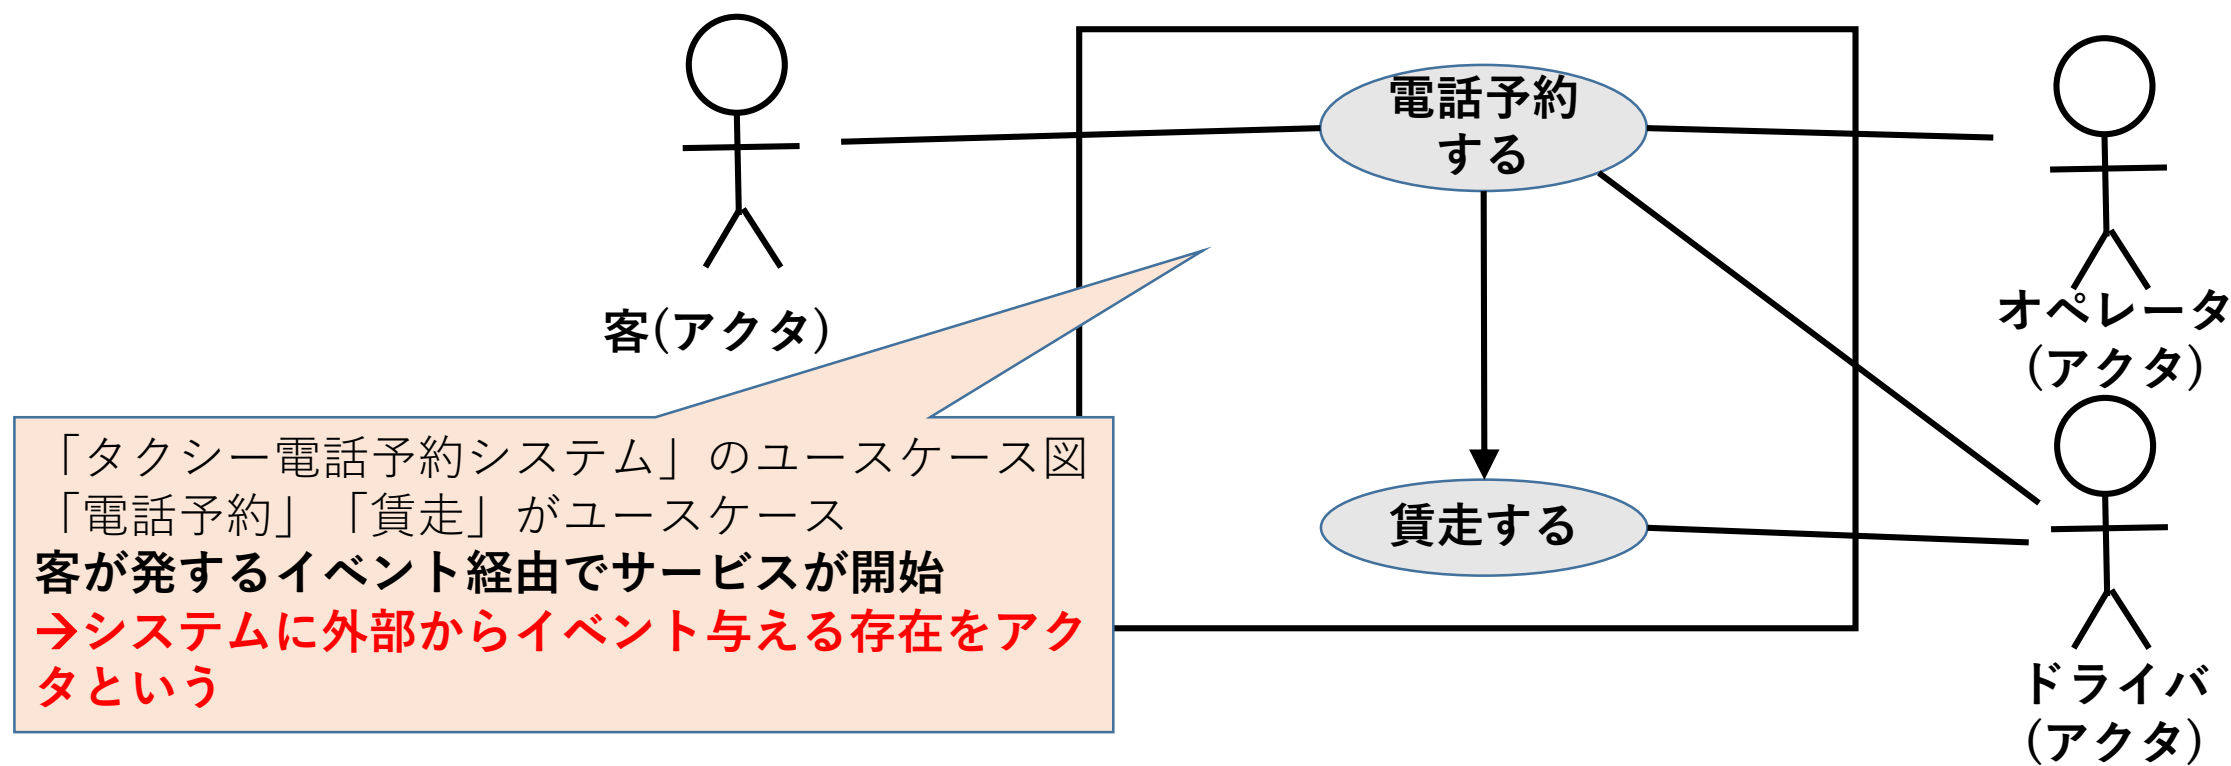 電話予約
する
客(アクタ)
オペレータ
(アクタ)
「タクシー電話予約システム」のユースケース図
「電話予約」「賃走」がユースケース
客が発するイベント経由でサービスが開始
→システムに外部からイベント与える存在をアク
タという
賃走する
ドライバ
(アクタ)